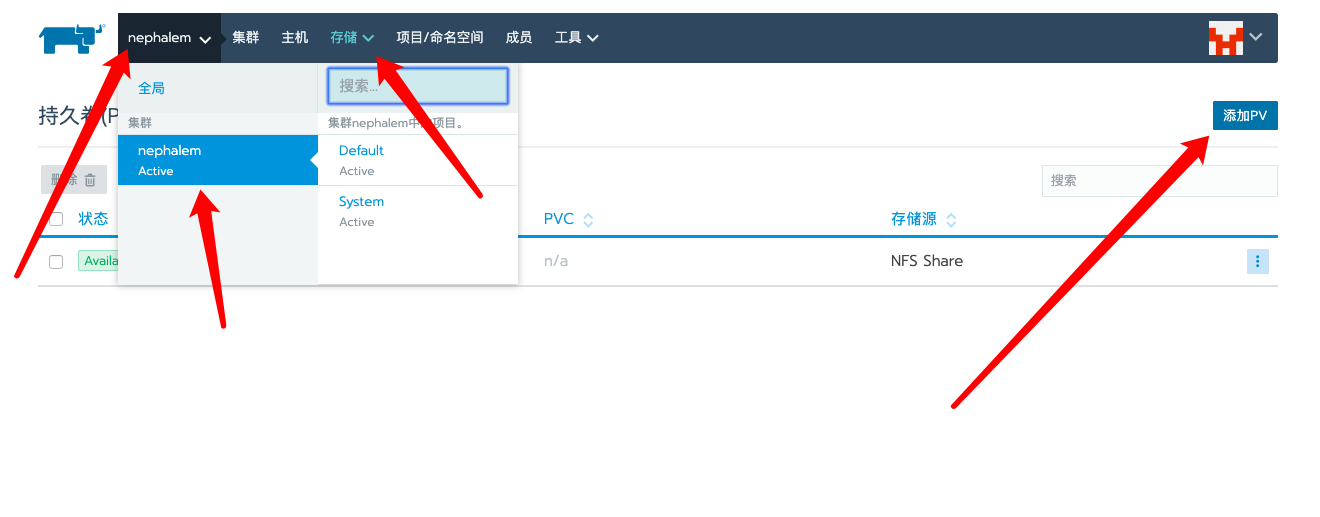 nephalem 集群 主机 存储 项目/命名空间 成员 工具
全局 搜索...
持久卷(P 添加PV
集群 集群nephalem中的项目。
nephalem Default
Active Active
删除 搜索
System
状态 PVC 存储源
Active
Availa n/a NFS Share